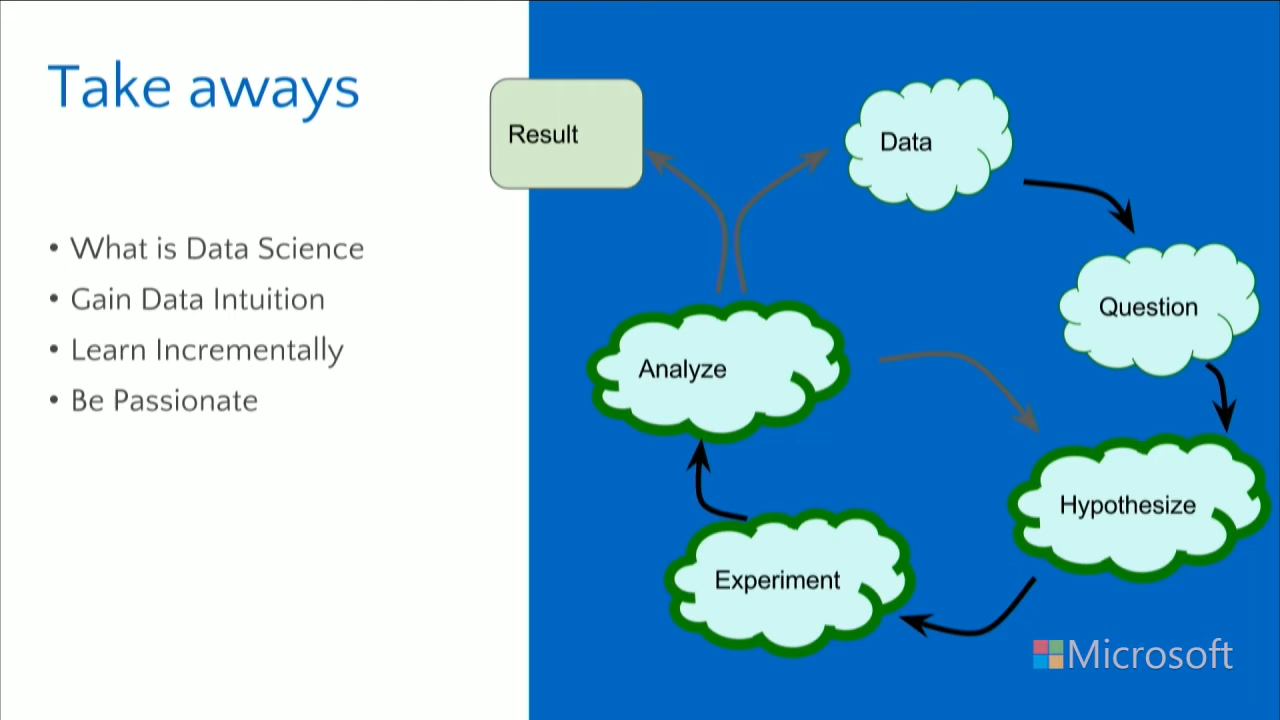 Take aways
• What is Data Science
• Gain Data Intuition
• Learn Incrementally
• Be Passionate
Result
Data
Question
Analyze
Hypothesize
Experiment
Microsoft